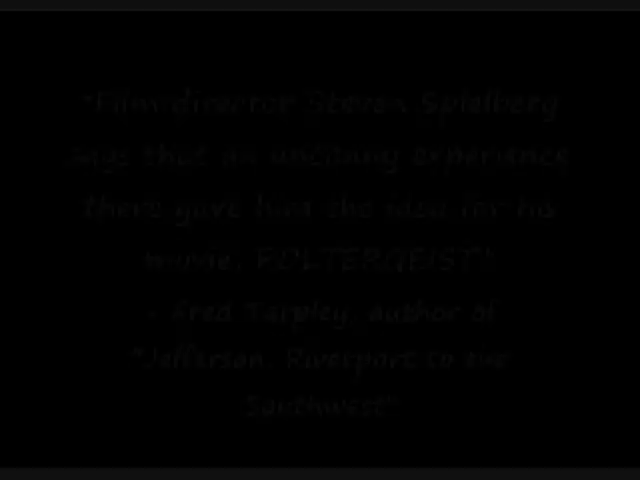 "Film director Steven Spielberg
says that an uncanny experience
there gave him the idea for his
movie, POLTERGEIST."
- Fred Tarpley, author of
"Jefferson: Riverport to the
Southwest"